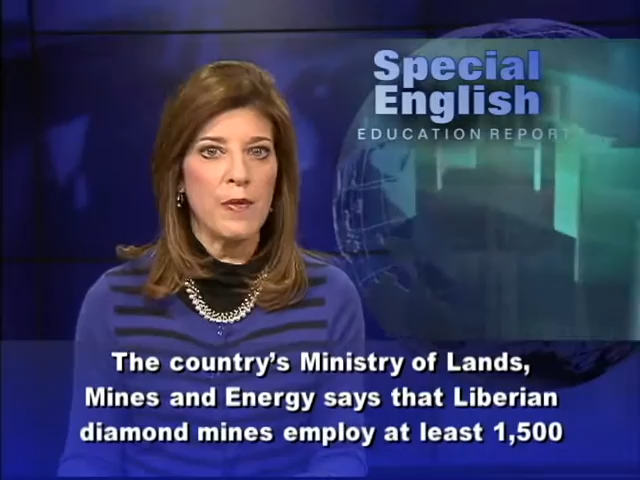 Special
English
EDUCATION REPORT
The country's Ministry of Lands,
Mines and Energy says that Liberian
diamond mines employ at least 1,500